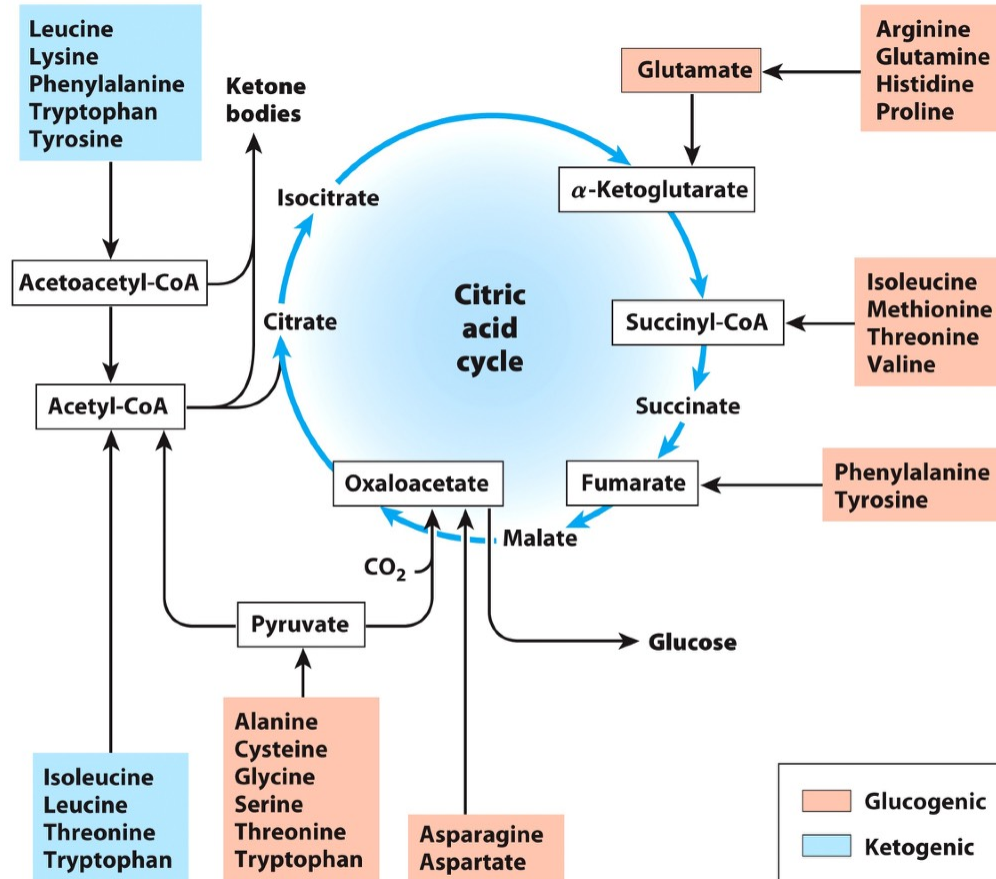 Leucine
Lysine
Phenylalanine
Tryptophan
Tyrosine
Ketone
bodies
Glutamate
Arginine
Glutamine
Histidine
Proline
Isocitrate
α-Ketoglutarate
Acetoacetyl-CoA
Citric
acid
cycle
Citrate
Succinyl-CoA
Isoleucine
Methionine
Threonine
Valine
Acetyl-CoA
Succinate
Oxaloacetate
Fumarate
Phenylalanine
Tyrosine
Malate
CO₂
Pyruvate
Glucose
Isoleucine
Leucine
Threonine
Tryptophan
Alanine
Cysteine
Glycine
Serine
Threonine
Tryptophan
Asparagine
Aspartate
Glucogenic
Ketogenic